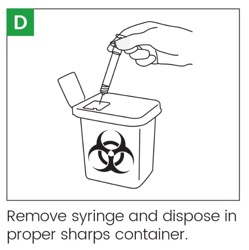 D
Remove syringe and dispose in
proper sharps container.